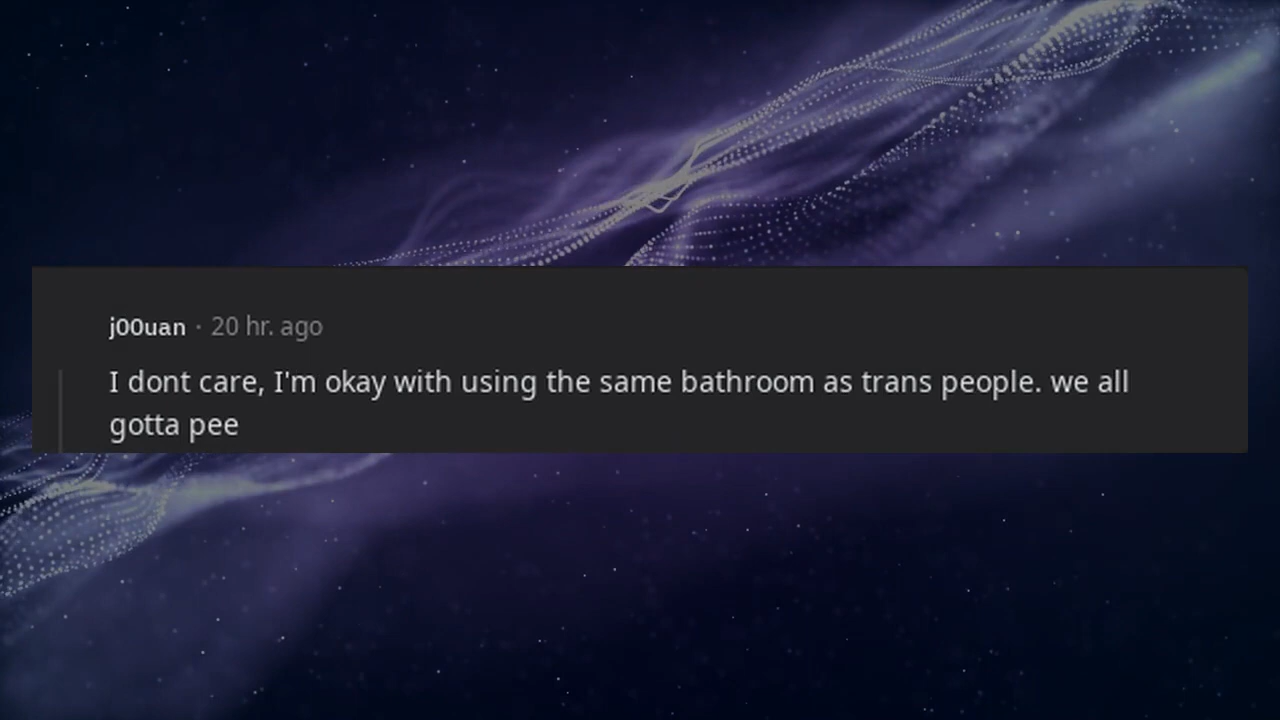 j00uan · 20 hr. ago
I dont care, I'm okay with using the same bathroom as trans people. we all
gotta pee